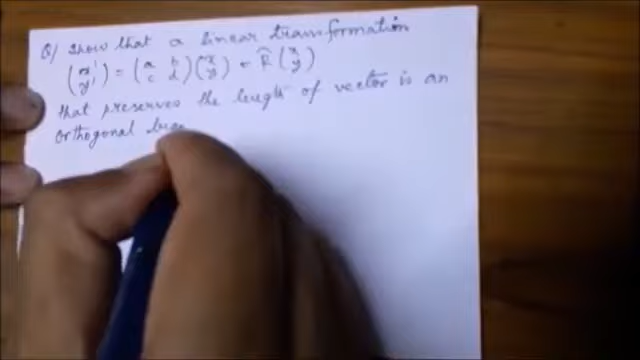 Q/ Show that a linear transformation
(x' y') = (a b c d)(x y) = R̂ (x y)
that preserves the length of vector is an
orthogonal